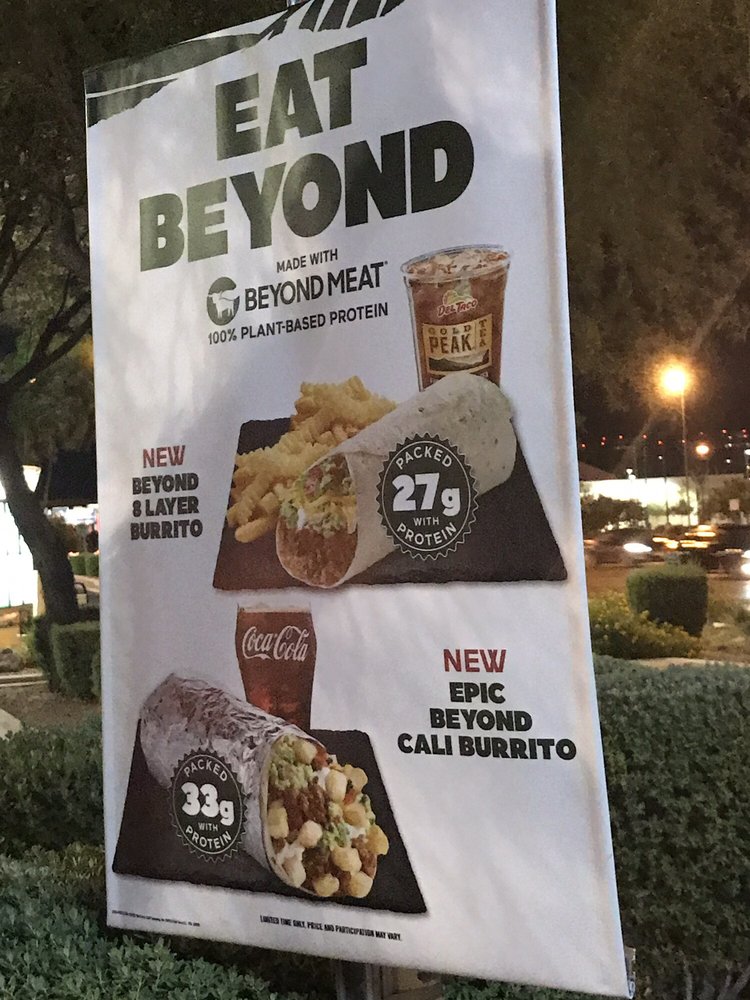 EAT
BEYOND
MADE WITH
BEYOND MEAT
100% PLANT-BASED PROTEIN
DEL TACO
GOLD
PEAK
TEA
NEW
BEYOND
8 LAYER
BURRITO
PACKED
27g
WITH
PROTEIN
Coca-Cola
NEW
EPIC
BEYOND
CALI BURRITO
PACKED
33g
WITH
PROTEIN
LIMITED TIME ONLY. PRICE AND PARTICIPATION MAY VARY.